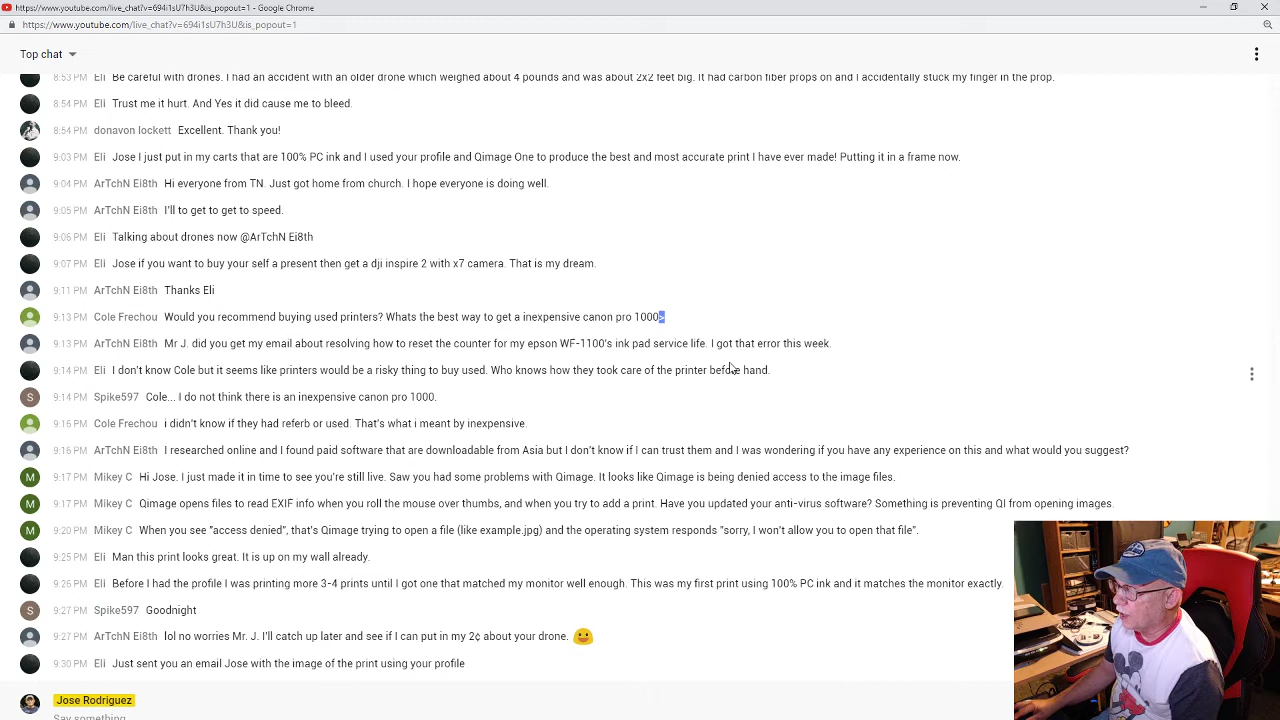 https://www.youtube.com/live_chat?v=694i1sU7h3U&is_popout=1 - Google Chrome
https://www.youtube.com/live_chat?v=694i1sU7h3U&is_popout=1
Top chat
8:53 PM Eli Be careful with drones. I had an accident with an older drone which weighed about 4 pounds and was about 2x2 feet big. It had carbon fiber props on and I accidentally stuck my finger in the prop.
8:54 PM Eli Trust me it hurt. And Yes it did cause me to bleed.
8:54 PM donavon lockett Excellent. Thank you!
9:03 PM Eli Jose I just put in my carts that are 100% PC ink and I used your profile and Qimage One to produce the best and most accurate print I have ever made! Putting it in a frame now.
9:04 PM ArTchN Ei8th Hi everyone from TN. Just got home from church. I hope everyone is doing well.
9:05 PM ArTchN Ei8th I'll to get to get to speed.
9:06 PM Eli Talking about drones now @ArTchN Ei8th
9:07 PM Eli Jose if you want to buy your self a present then get a dji inspire 2 with x7 camera. That is my dream.
9:11 PM ArTchN Ei8th Thanks Eli
9:13 PM Cole Frechou Would you recommend buying used printers? Whats the best way to get a inexpensive canon pro 1000>
9:13 PM ArTchN Ei8th Mr J. did you get my email about resolving how to reset the counter for my epson WF-1100's ink pad service life. I got that error this week.
9:14 PM Eli I don't know Cole but it seems like printers would be a risky thing to buy used. Who knows how they took care of the printer before hand.
9:14 PM Spike597 Cole... I do not think there is an inexpensive canon pro 1000.
9:16 PM Cole Frechou i didn't know if they had referb or used. That's what i meant by inexpensive.
9:16 PM ArTchN Ei8th I researched online and I found paid software that are downloadable from Asia but I don't know if I can trust them and I was wondering if you have any experience on this and what would you suggest?
9:17 PM Mikey C Hi Jose. I just made it in time to see you're still live. Saw you had some problems with Qimage. It looks like Qimage is being denied access to the image files.
9:17 PM Mikey C Qimage opens files to read EXIF info when you roll the mouse over thumbs, and when you try to add a print. Have you updated your anti-virus software? Something is preventing QI from opening images.
9:20 PM Mikey C When you see "access denied", that's Qimage trying to open a file (like example.jpg) and the operating system responds "sorry, I won't allow you to open that file".
9:25 PM Eli Man this print looks great. It is up on my wall already.
9:26 PM Eli Before I had the profile I was printing more 3-4 prints until I got one that matched my monitor well enough. This was my first print using 100% PC ink and it matches the monitor exactly.
9:27 PM Spike597 Goodnight
9:27 PM ArTchN Ei8th lol no worries Mr. J. I'll catch up later and see if I can put in my 2¢ about your drone.
9:30 PM Eli Just sent you an email Jose with the image of the print using your profile
Jose Rodriguez
Say something